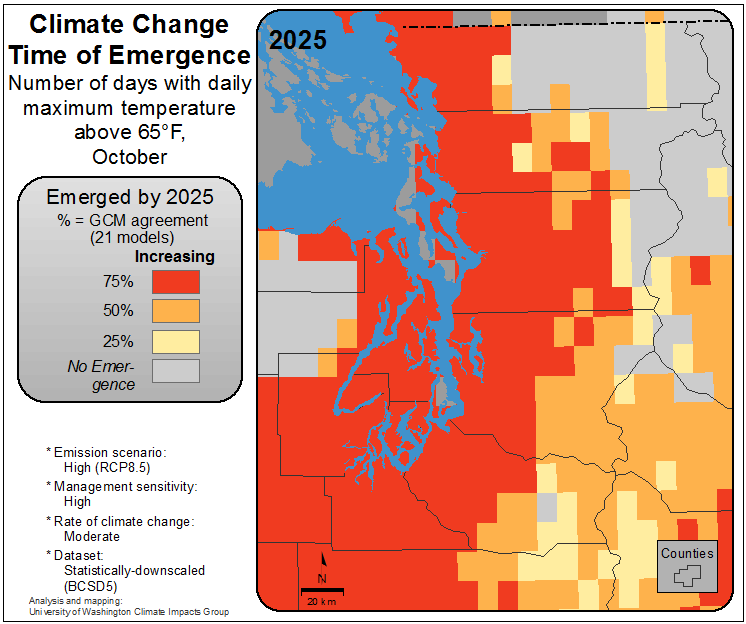 Climate Change
Time of Emergence
Number of days with daily
maximum temperature
above 65°F,
October
Emerged by 2025
% = GCM agreement
(21 models)
Increasing
75%
50%
25%
No Emer-
gence
* Emission scenario:
High (RCP8.5)
* Management sensitivity:
High
* Rate of climate change:
Moderate
* Dataset:
Statistically-downscaled
(BCSD5)
Analysis and mapping:
University of Washington Climate Impacts Group
2025
N
20 km
Counties